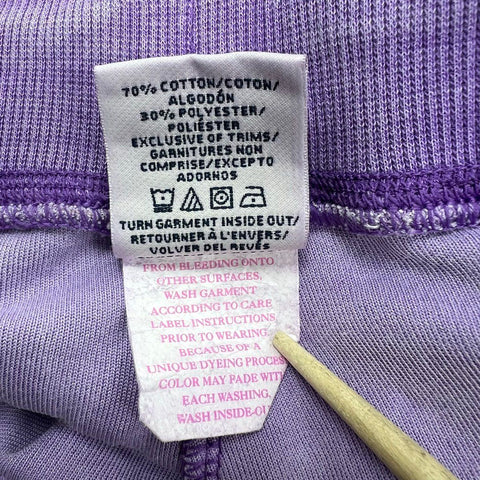 70% COTTON/COTON/
ALGODÓN
30% POLYESTER/
POLIÉSTER
EXCLUSIVE OF TRIMS/
GARNITURES NON
COMPRISE/EXCEPTO
ADORNOS
TURN GARMENT INSIDE OUT/
RETOURNER À L'ENVERS/
VOLVER DEL REVÉS
FROM BLEEDING ONTO
OTHER SURFACES,
WASH GARMENT
ACCORDING TO CARE
LABEL INSTRUCTIONS,
PRIOR TO WEARING.
BECAUSE OF A
UNIQUE DYEING PROCES
COLOR MAY FADE WITH
EACH WASHING.
WASH INSIDE-OU